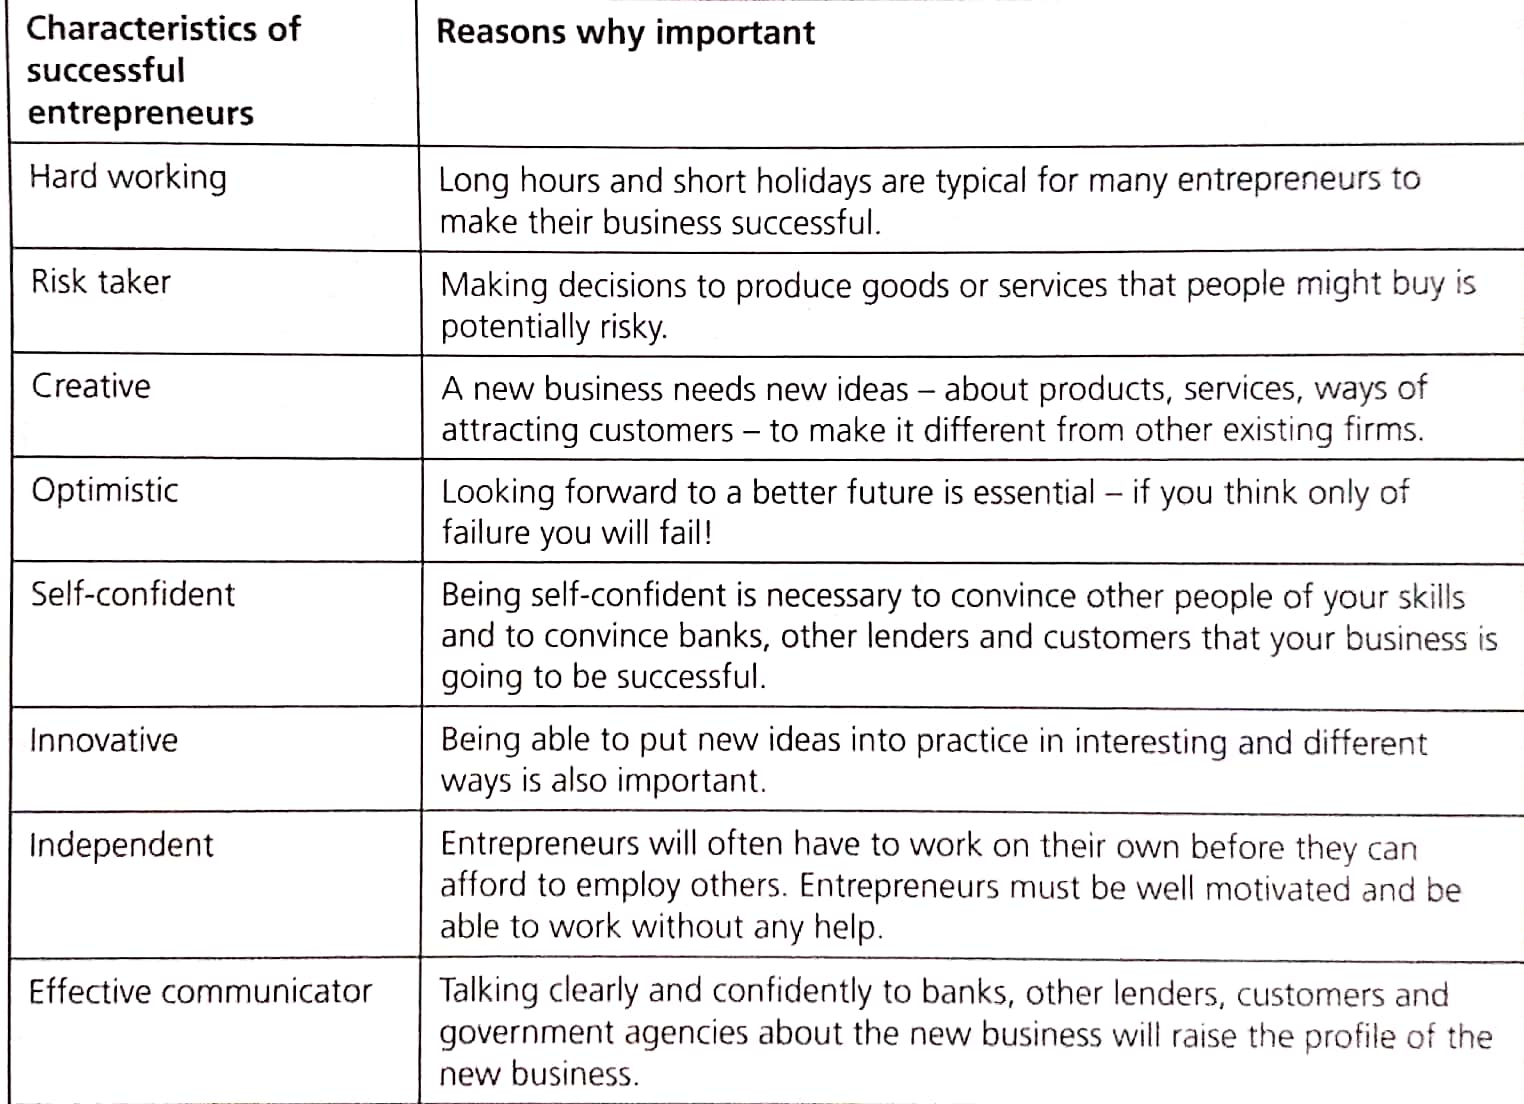 Characteristics of
successful
entrepreneurs
Reasons why important
Hard working
Long hours and short holidays are typical for many entrepreneurs to
make their business successful.
Risk taker
Making decisions to produce goods or services that people might buy is
potentially risky.
Creative
A new business needs new ideas – about products, services, ways of
attracting customers – to make it different from other existing firms.
Optimistic
Looking forward to a better future is essential – if you think only of
failure you will fail!
Self-confident
Being self-confident is necessary to convince other people of your skills
and to convince banks, other lenders and customers that your business is
going to be successful.
Innovative
Being able to put new ideas into practice in interesting and different
ways is also important.
Independent
Entrepreneurs will often have to work on their own before they can
afford to employ others. Entrepreneurs must be well motivated and be
able to work without any help.
Effective communicator
Talking clearly and confidently to banks, other lenders, customers and
government agencies about the new business will raise the profile of the
new business.